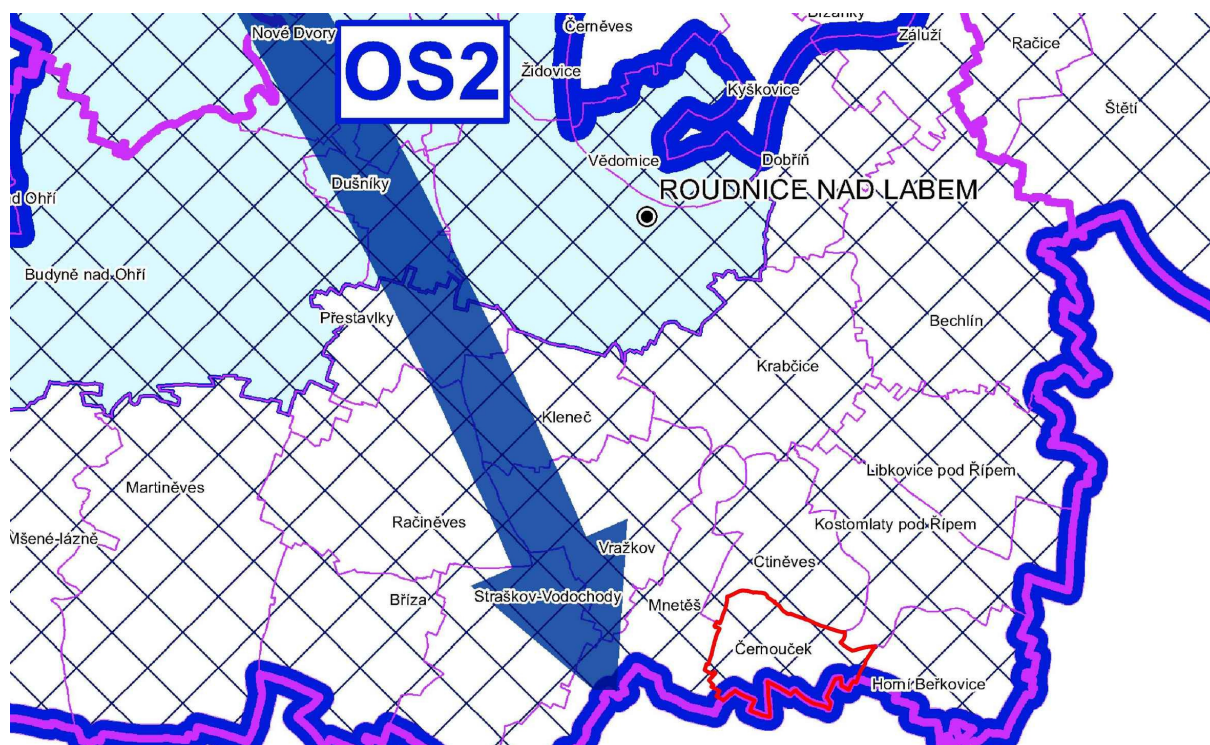 Nové Dvory
OS2
Černěves
Židovice
Záluží
Račice
Štětí
Kyškovice
Vědomice
Dobříň
Dušníky
ROUDNICE NAD LABEM
d Ohří
Budyně nad Ohří
Přestavlky
Bechlín
Krabčice
Kleneč
Libkovice pod Řípem
Martiněves
Račiněves
Kostomlaty pod Řípem
Mšené-lázně
Vražkov
Ctiněves
Bříza
Straškov-Vodochody
Mnetěš
Černouček
Horní Beřkovice